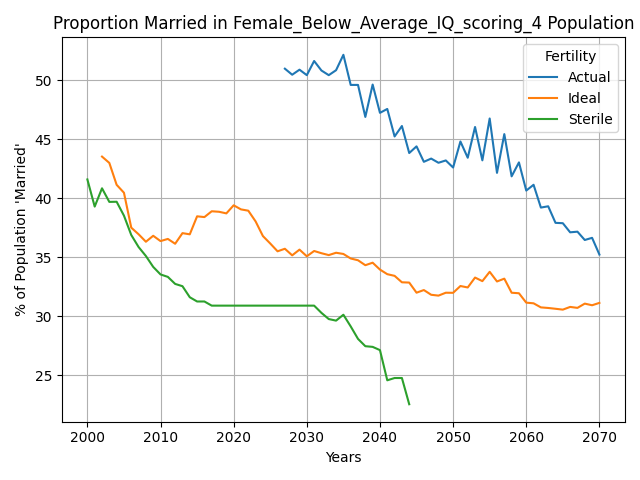 Proportion Married in Female_Below_Average_IQ_scoring_4 Population
% of Population 'Married'
50
45
40
35
30
25
Fertility
Actual
Ideal
Sterile
2000 2010 2020 2030 2040 2050 2060 2070
Years